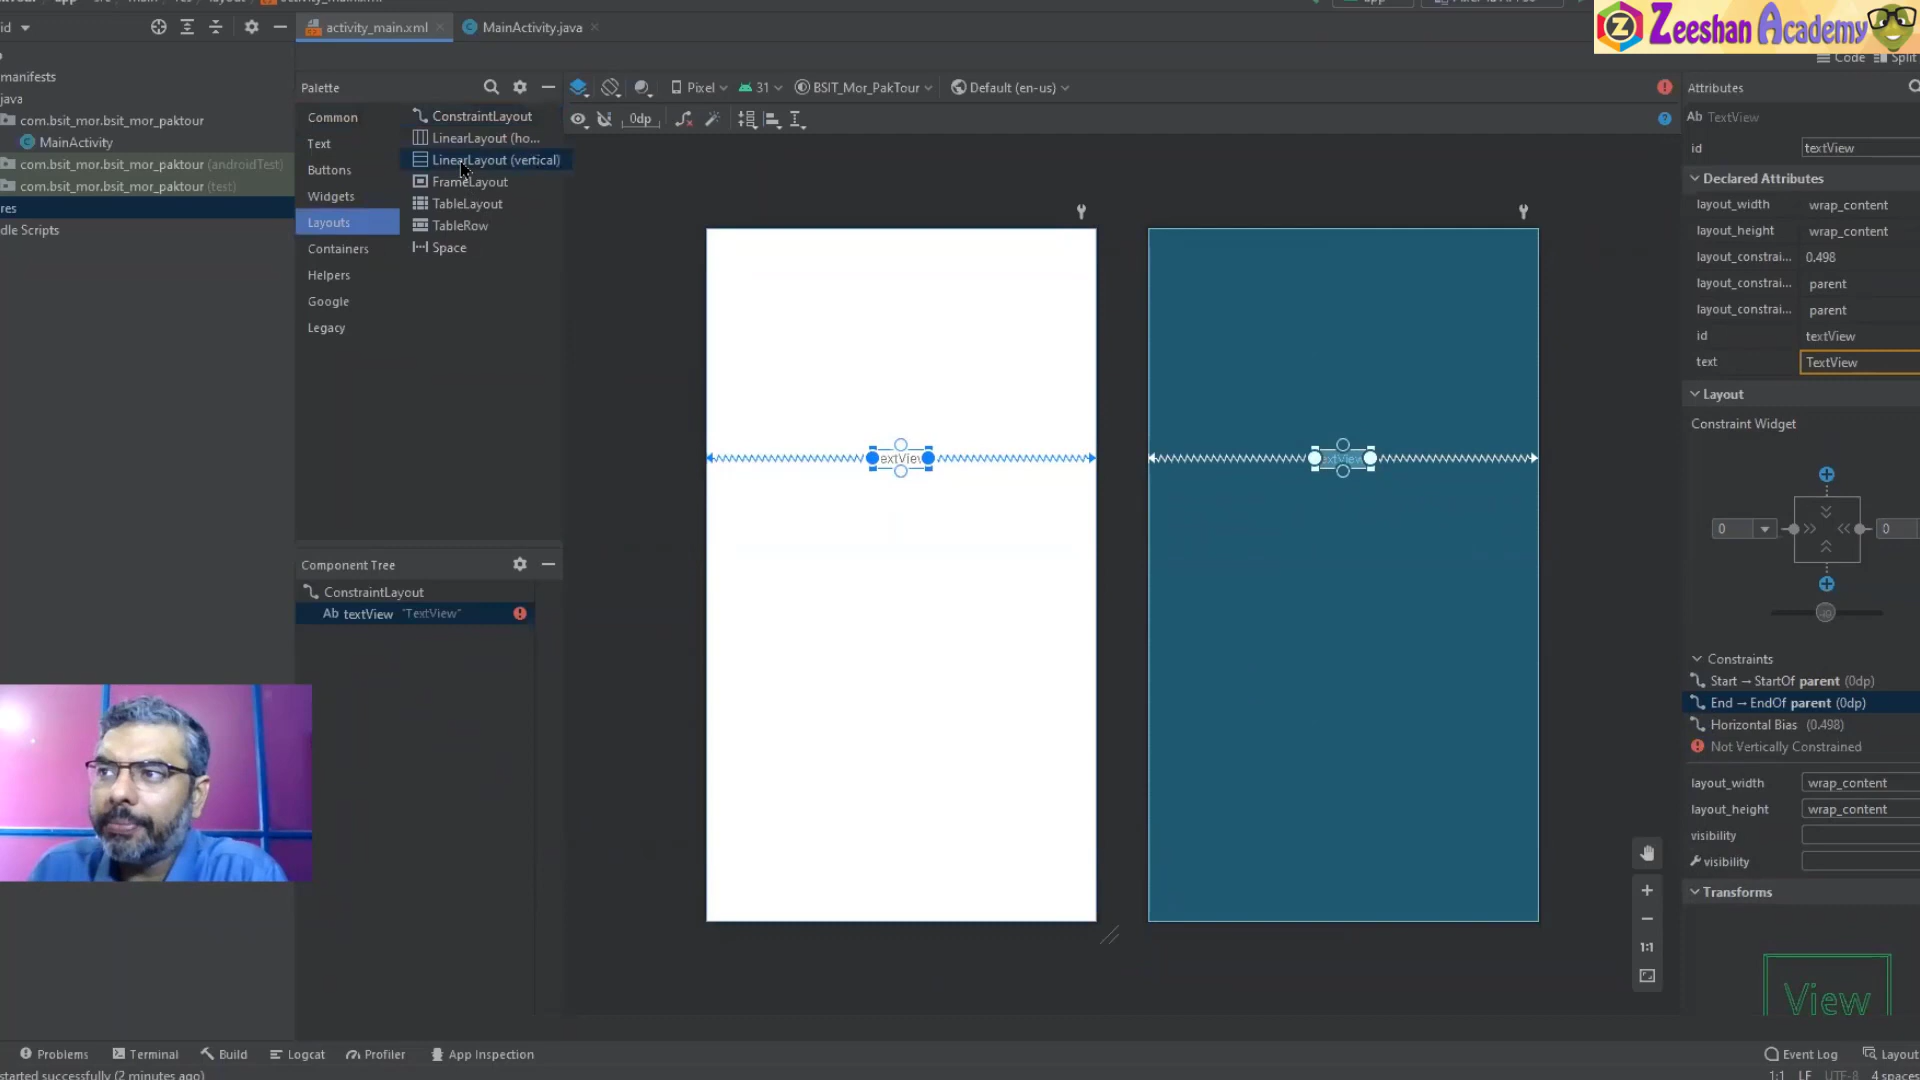 app
activity_main.xml
id
activity_main.xml
MainActivity.java
Zeeshan Academy
Code
Split
manifests
java
com.bsit_mor.bsit_mor_paktour
MainActivity
com.bsit_mor.bsit_mor_paktour (androidTest)
com.bsit_mor.bsit_mor_paktour (test)
res
dle Scripts
Palette
Common
Text
Buttons
Widgets
Layouts
Containers
Helpers
Google
Legacy
ConstraintLayout
LinearLayout (ho...
LinearLayout (vertical)
FrameLayout
TableLayout
TableRow
Space
Pixel
31
BSIT_Mor_PakTour
Default (en-us)
0dp
Component Tree
ConstraintLayout
Ab textView "TextView"
Attributes
Ab TextView
id textView
Declared Attributes
layout_width wrap_content
layout_height wrap_content
layout_constrai... 0.498
layout_constrai... parent
layout_constrai... parent
id textView
text TextView
Layout
Constraint Widget
0
0
Constraints
Start → StartOf parent (0dp)
End → EndOf parent (0dp)
Horizontal Bias (0.498)
Not Vertically Constrained
layout_width wrap_content
layout_height wrap_content
visibility
visibility
Transforms
View
1:1
Problems
Terminal
Build
Logcat
Profiler
App Inspection
Event Log
Layout
started successfully (2 minutes ago)
1:1 LF UTF-8 4 spaces